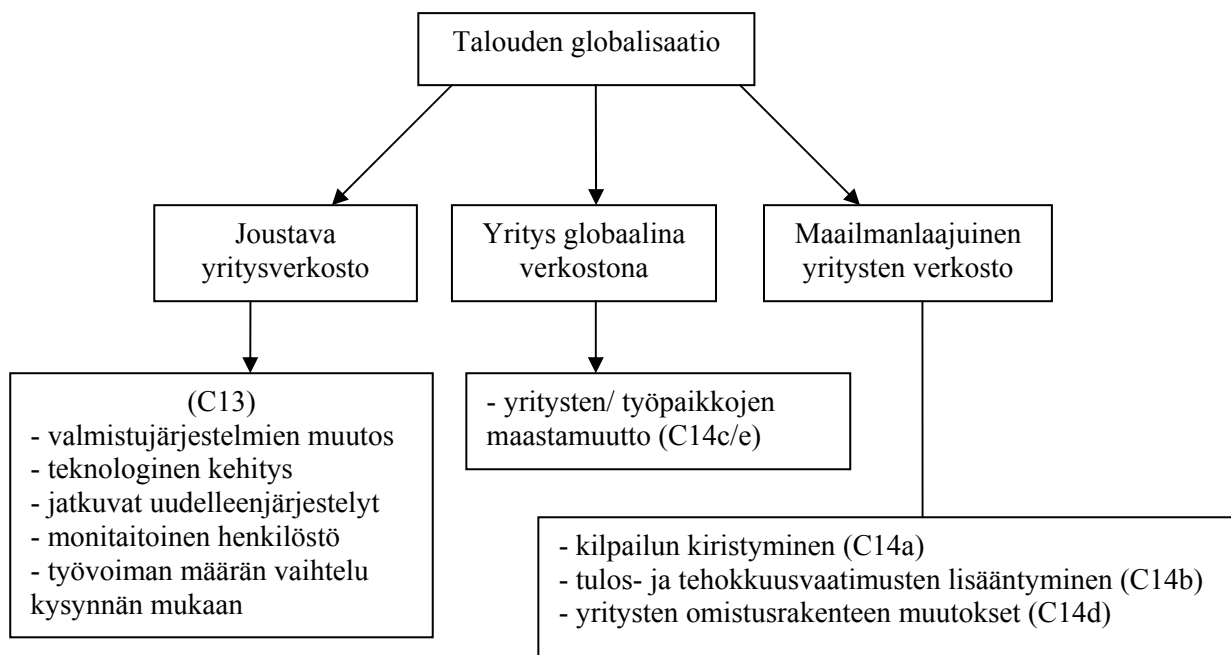 Talouden globalisaatio
Joustava
yritysverkosto
Yritys globaalina
verkostona
Maailmanlaajuinen
yritysten verkosto
(C13)
- valmistujärjestelmien muutos
- teknologinen kehitys
- jatkuvat uudelleenjärjestelyt
- monitaitoinen henkilöstö
- työvoiman määrän vaihtelu
kysynnän mukaan
- yritysten/ työpaikkojen
maastamuutto (C14c/e)
- kilpailun kiristyminen (C14a)
- tulos- ja tehokkuusvaatimusten lisääntyminen (C14b)
- yritysten omistusrakenteen muutokset (C14d)